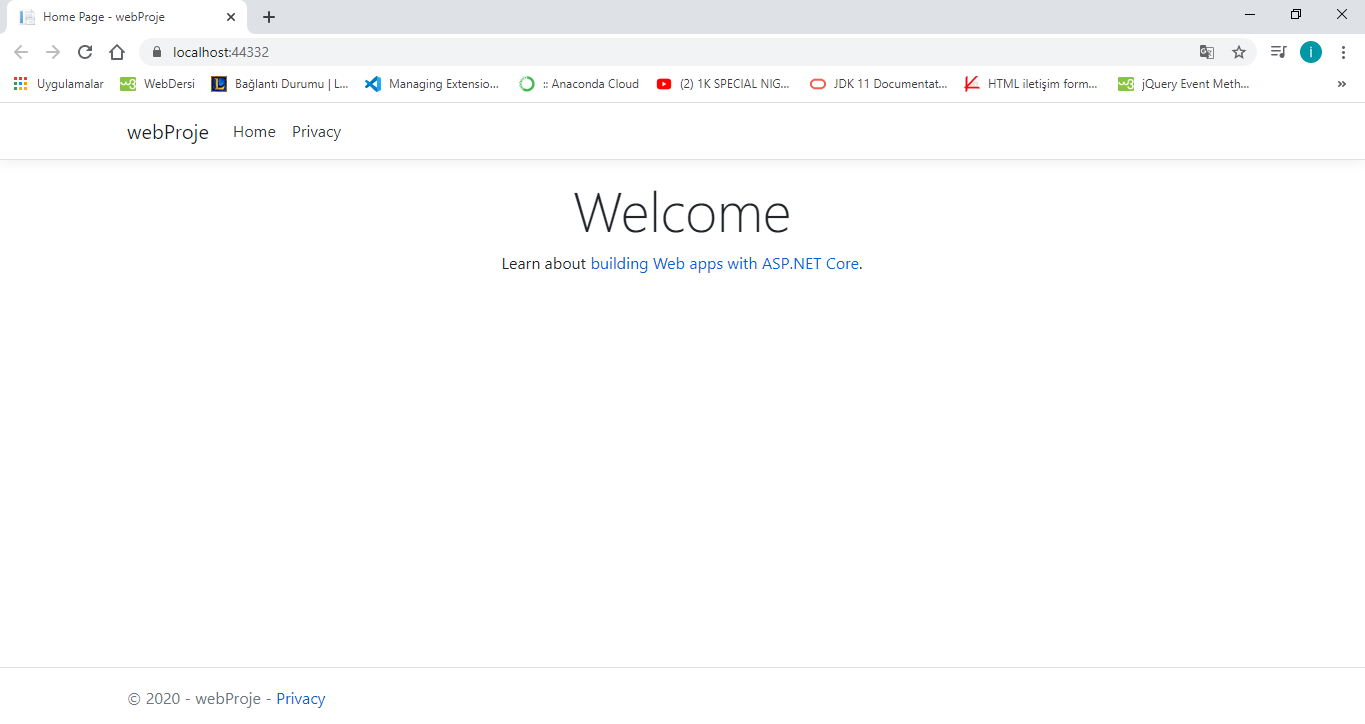 Home Page - webProje
localhost:44332
i
Uygulamalar WebDersi Bağlantı Durumu | L... Managing Extensio... :: Anaconda Cloud (2) 1K SPECIAL NIG... JDK 11 Documentat... HTML iletişim form... jQuery Event Meth... »
webProje Home Privacy
Welcome
Learn about building Web apps with ASP.NET Core.
© 2020 - webProje - Privacy